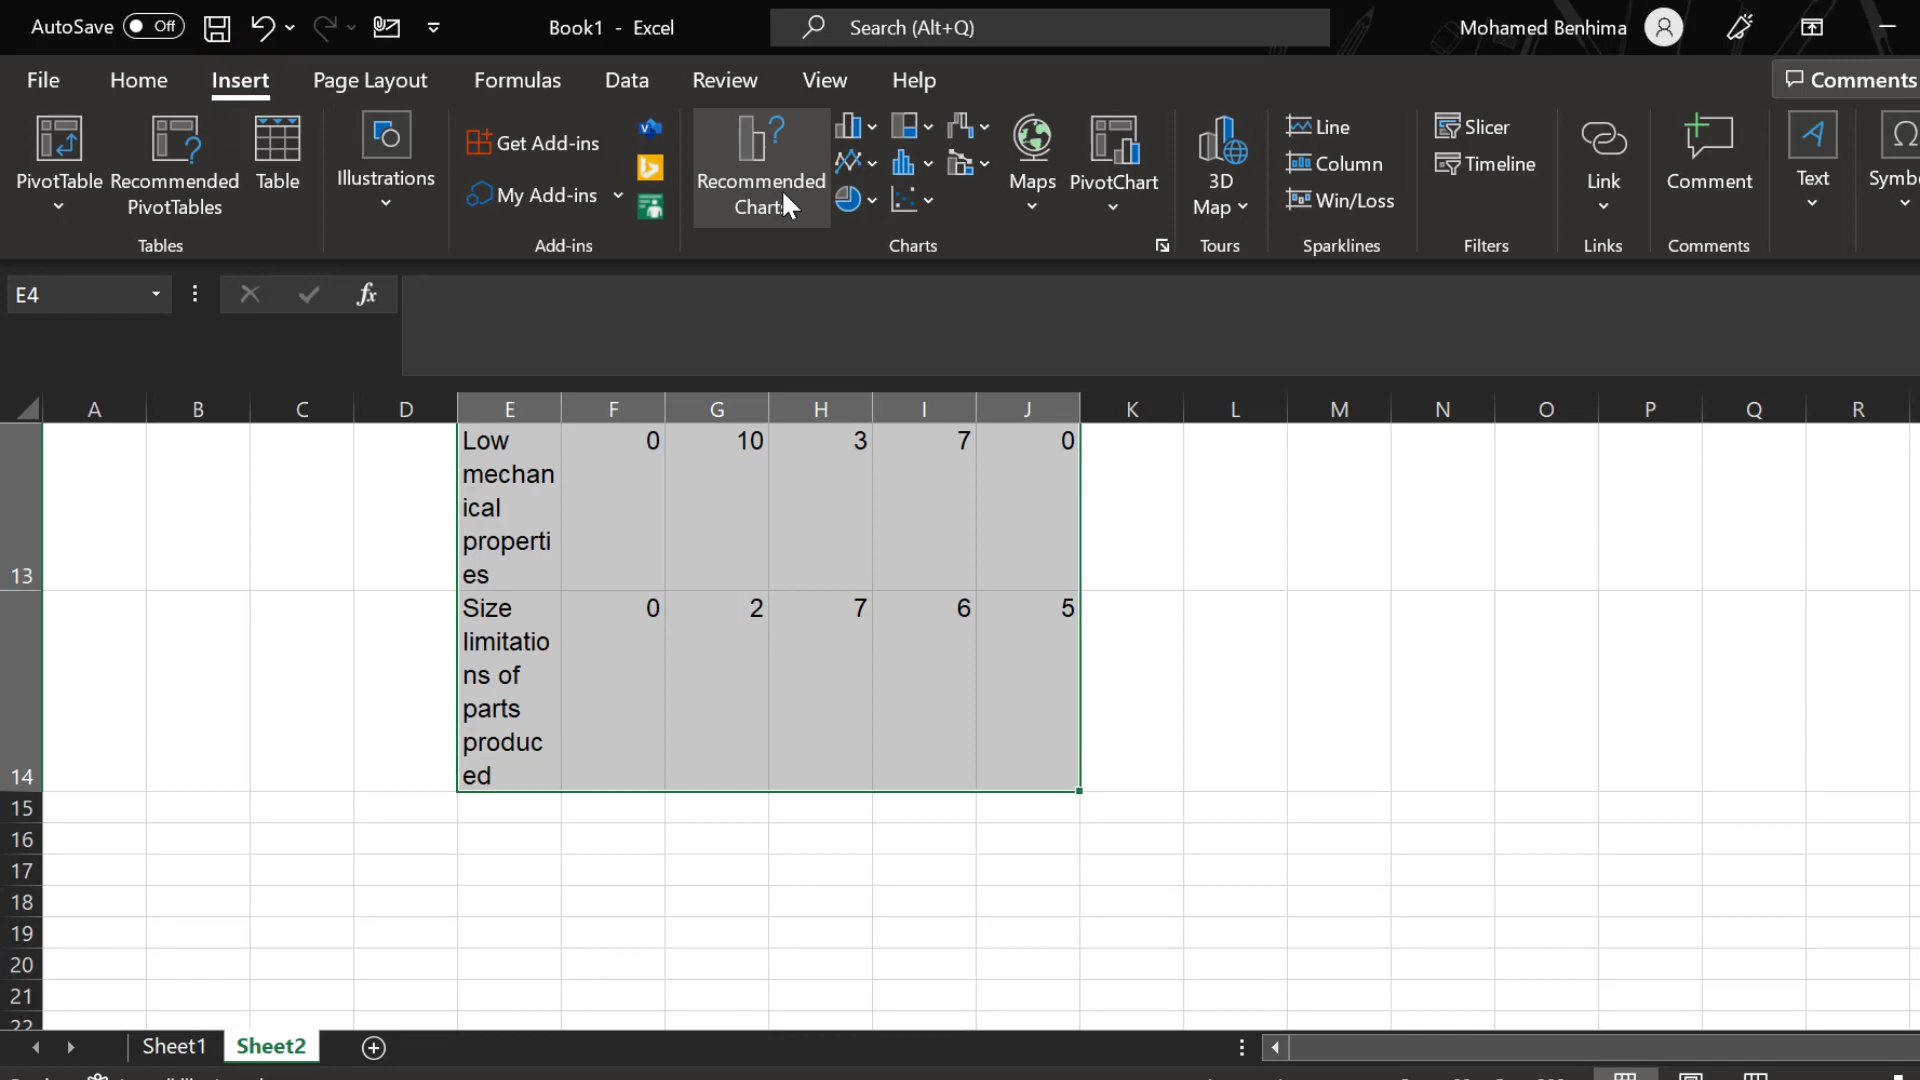 AutoSave Off Book1 - Excel Search (Alt+Q) Mohamed Benhima
File Home Insert Page Layout Formulas Data Review View Help Comments
PivotTable
Recommended
PivotTables
Table
Illustrations
Get Add-ins
My Add-ins
Recommended
Charts
Maps
PivotChart
3D
Map
Line
Column
Win/Loss
Slicer
Timeline
Link
Comment
Text
Tables Add-ins Charts Tours Sparklines Filters Links Comments
E4 fx
A B C D E F G H I J K L M N O P Q R
Low 0 10 3 7 0
mechan
ical
properti
13 es
Size 0 2 7 6 5
limitatio
ns of
parts
produc
14 ed
15
16
17
18
19
20
21
22
Sheet1 Sheet2